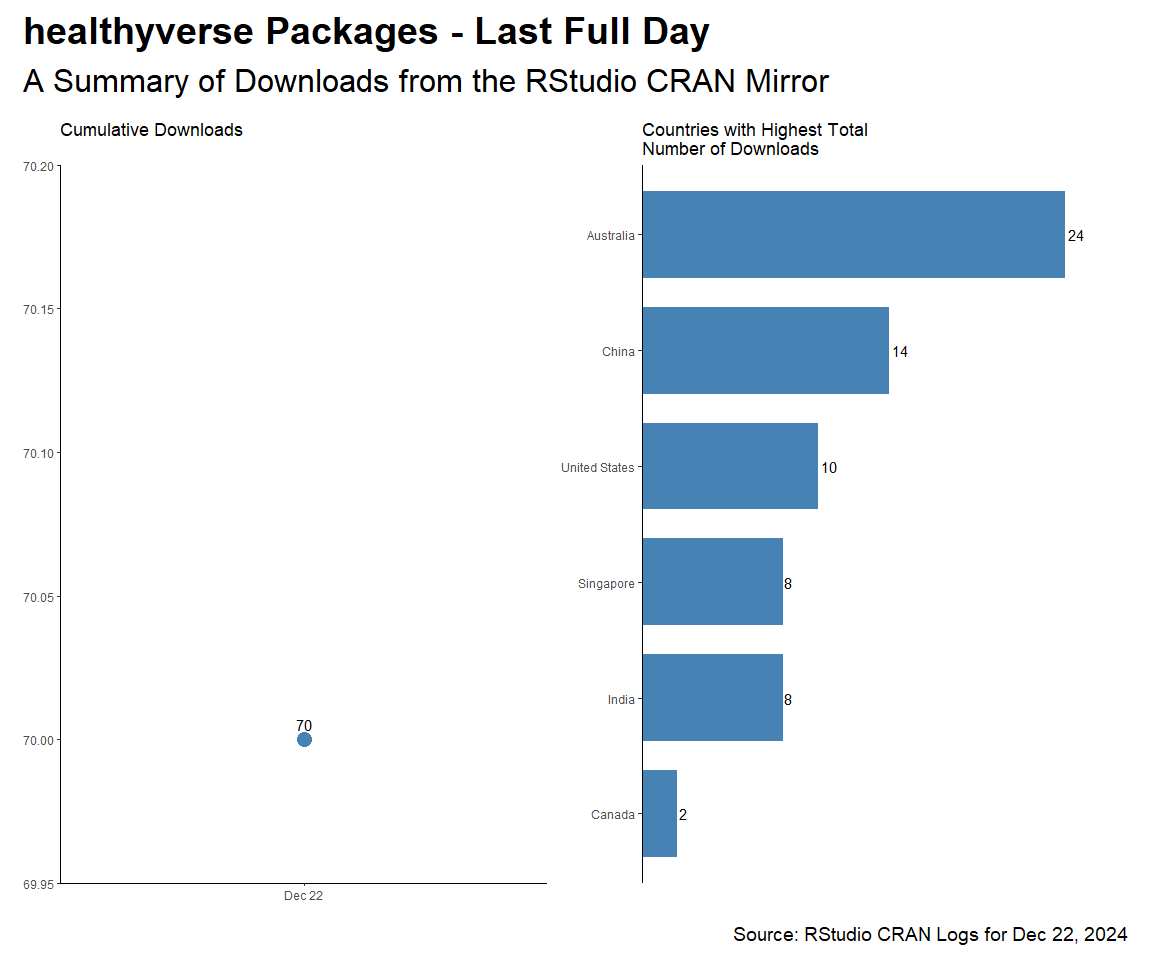 healthyverse Packages - Last Full Day
A Summary of Downloads from the RStudio CRAN Mirror
Cumulative Downloads
70.20
70.15
70.10
70.05
70.00
69.95
70
Dec 22
Countries with Highest Total
Number of Downloads
Australia 24
China 14
United States 10
Singapore 8
India 8
Canada 2
Source: RStudio CRAN Logs for Dec 22, 2024